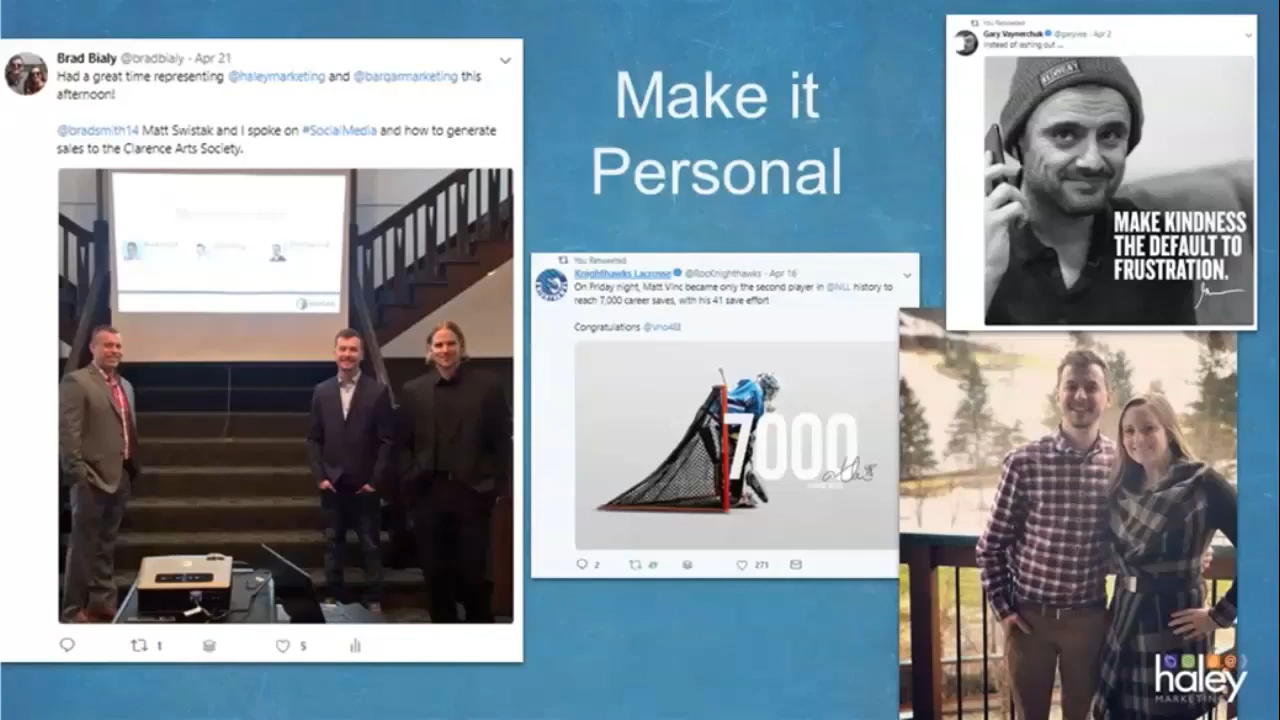 Brad Bialy @bradbialy - Apr 21
Had a great time representing @haleymarketing and @barqarmarketing this
afternoon!
@bradsmith14 Matt Swistak and I spoke on #SocialMedia and how to generate
sales to the Clarence Arts Society.
1
5
Make it
Personal
You Retweeted
Knighthawks Lacrosse @RocKnighthawks - Apr 16
On Friday night, Matt Vinc became only the second player in @NLL history to
reach 7,000 career saves, with his 41 save effort
Congratulations
7000
2
49
271
You Retweeted
Gary Vaynerchuk @garyvee - Apr 2
Instead of lashing out ...
MAKE KINDNESS
THE DEFAULT TO
FRUSTRATION.
haley
MARKETING